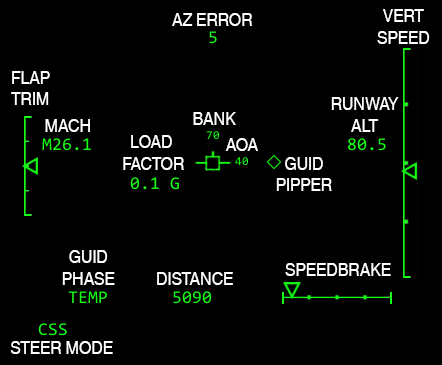 AZ ERROR
5
VERT
SPEED
FLAP
TRIM
MACH
M26.1
BANK
70
LOAD
FACTOR
0.1 G
AOA
40
GUID
PIPPER
RUNWAY
ALT
80.5
GUID
PHASE
TEMP
DISTANCE
5090
SPEEDBRAKE
CSS
STEER MODE